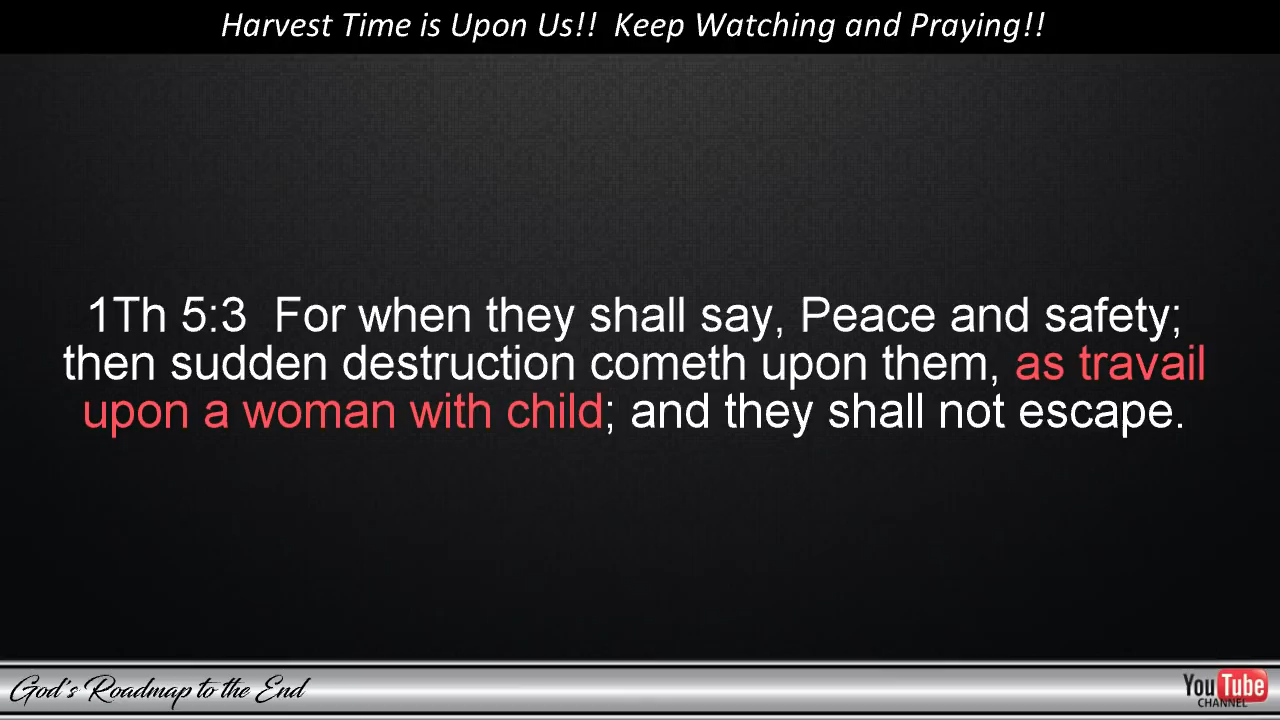 Harvest Time is Upon Us!!  Keep Watching and Praying!!
1Th 5:3  For when they shall say, Peace and safety;
then sudden destruction cometh upon them, as travail
upon a woman with child; and they shall not escape.
God's Roadmap to the End
YouTube
CHANNEL